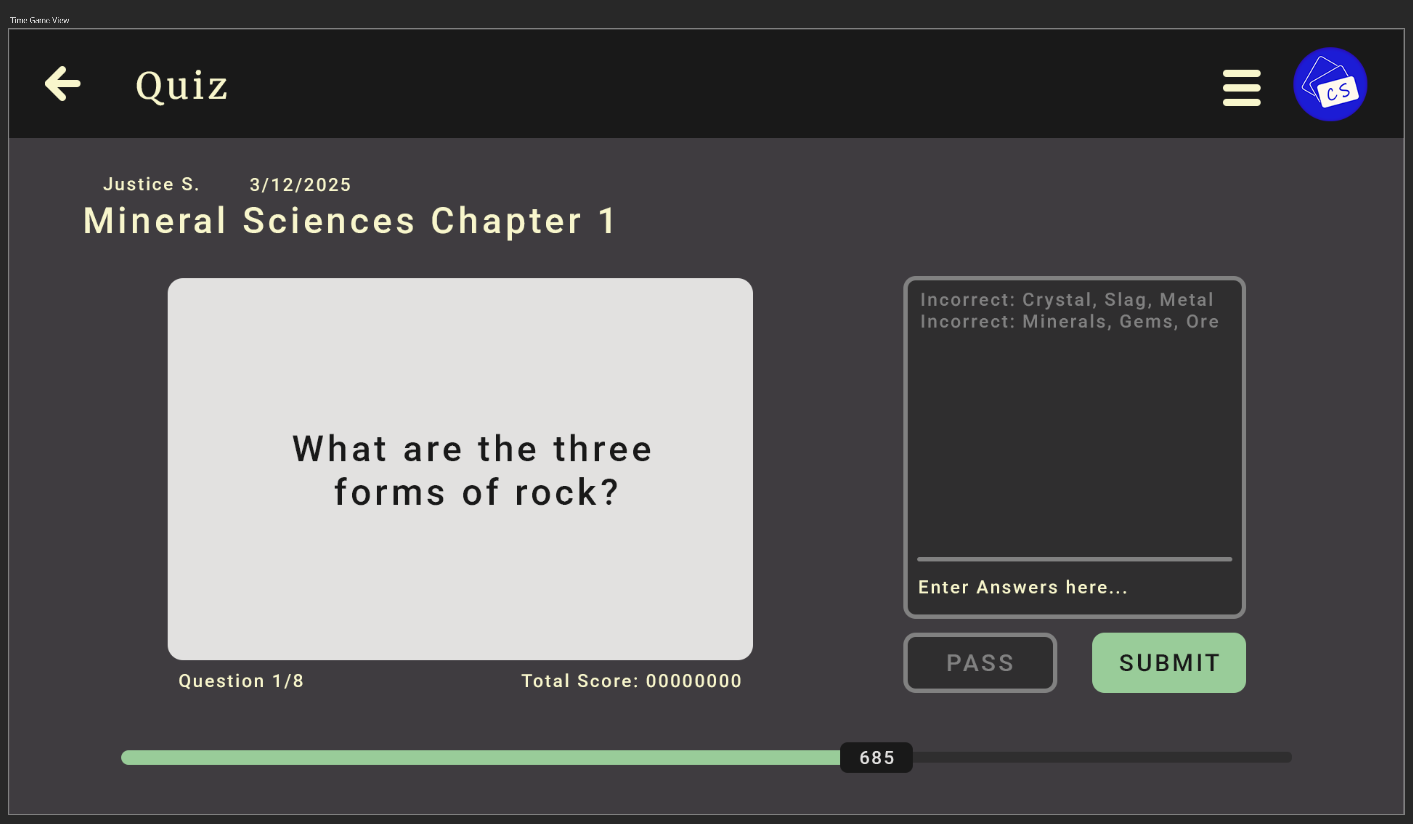 Time Game View
Quiz
CS
Justice S. 3/12/2025
Mineral Sciences Chapter 1
What are the three
forms of rock?
Incorrect: Crystal, Slag, Metal
Incorrect: Minerals, Gems, Ore
Enter Answers here...
Question 1/8 Total Score: 00000000
PASS SUBMIT
685